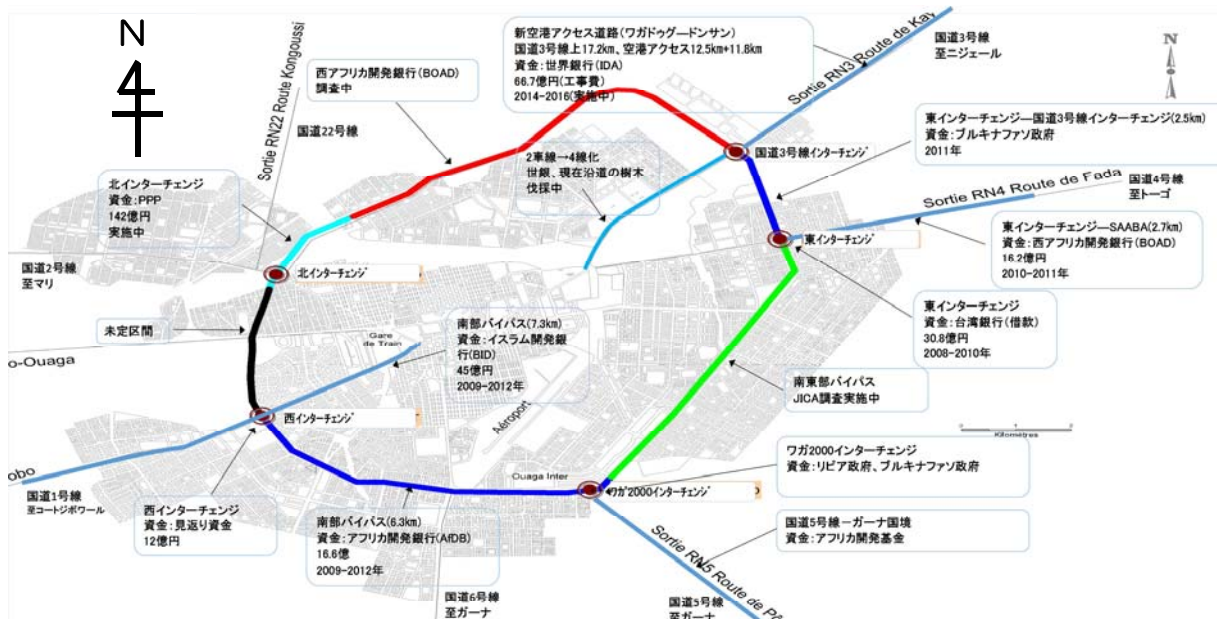 N
新空港アクセス道路(ワガドゥグードンサン)
国道3号線上17.2km、空港アクセス12.5km+11.8km
資金:世界銀行(IDA)
66.7億円(工事費)
2014-2016(実施中)
国道3号線
至ニジェール
Sortie RN3 Route de Kay
N
西アフリカ開発銀行(BOAD)
調査中
Sortie RN22 Route Kongoussi
国道22号線
東インターチェンジ―国道3号線インターチェンジ(2.5km)
資金:ブルキナファソ政府
2011年
2車線→4線化
世銀、現在沿道の樹木
伐採中
国道3号線インターチェンジ
北インターチェンジ
資金:PPP
142億円
実施中
国道4号線
至トーゴ
Sortie RN4 Route de Fada
東インターチェンジ
東インターチェンジ―SAABA(2.7km)
資金:西アフリカ開発銀行(BOAD)
16.2億円
2010-2011年
国道2号線
至マリ
北インターチェンジ
未定区間
東インターチェンジ
資金:台湾銀行(借款)
30.8億円
2008-2010年
南部バイパス(7.3km)
資金:イスラム開発銀
行(BID)
45億円
2009-2012年
Gare
de Train
o-Ouaga
南東部バイパス
JICA調査実施中
Aéroport
西インターチェンジ
Kilomètres
ワガ2000インターチェンジ
資金:リビア政府、ブルキナファソ政府
Ouaga Inter
ワガ2000インターチェンジ
obo
国道1号線
至コートジボワール
西インターチェンジ
資金:見返り資金
12億円
南部バイパス(6.3km)
資金:アフリカ開発銀行(AfDB)
16.6億
2009-2012年
国道5号線－ガーナ国境
資金:アフリカ開発基金
Sortie RN5 Route de Pô
国道6号線
至ガーナ
国道5号線
至ガーナ